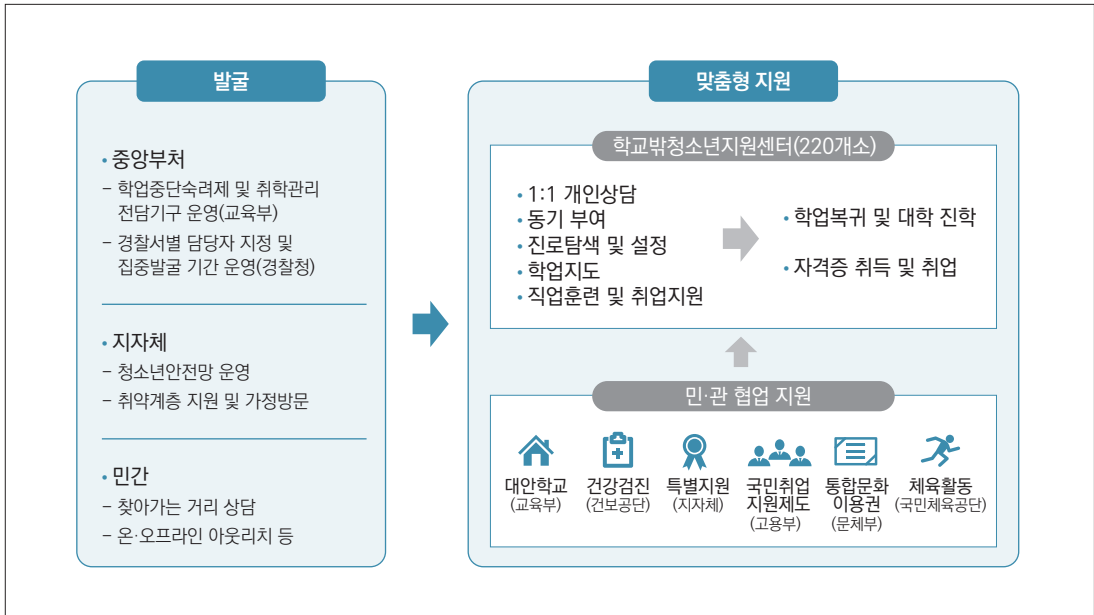 발굴
• 중앙부처
– 학업중단숙려제 및 취학관리
전담기구 운영(교육부)
– 경찰서별 담당자 지정 및
집중발굴 기간 운영(경찰청)
• 지자체
– 청소년안전망 운영
– 취약계층 지원 및 가정방문
• 민간
– 찾아가는 거리 상담
– 온·오프라인 아웃리치 등
맞춤형 지원
학교밖청소년지원센터(220개소)
• 1:1 개인상담
• 동기 부여
• 진로탐색 및 설정
• 학업지도
• 직업훈련 및 취업지원
• 학업복귀 및 대학 진학
• 자격증 취득 및 취업
민·관 협업 지원
대안학교
(교육부)
건강검진
(건보공단)
특별지원
(지자체)
국민취업
지원제도
(고용부)
통합문화
이용권
(문체부)
체육활동
(국민체육공단)